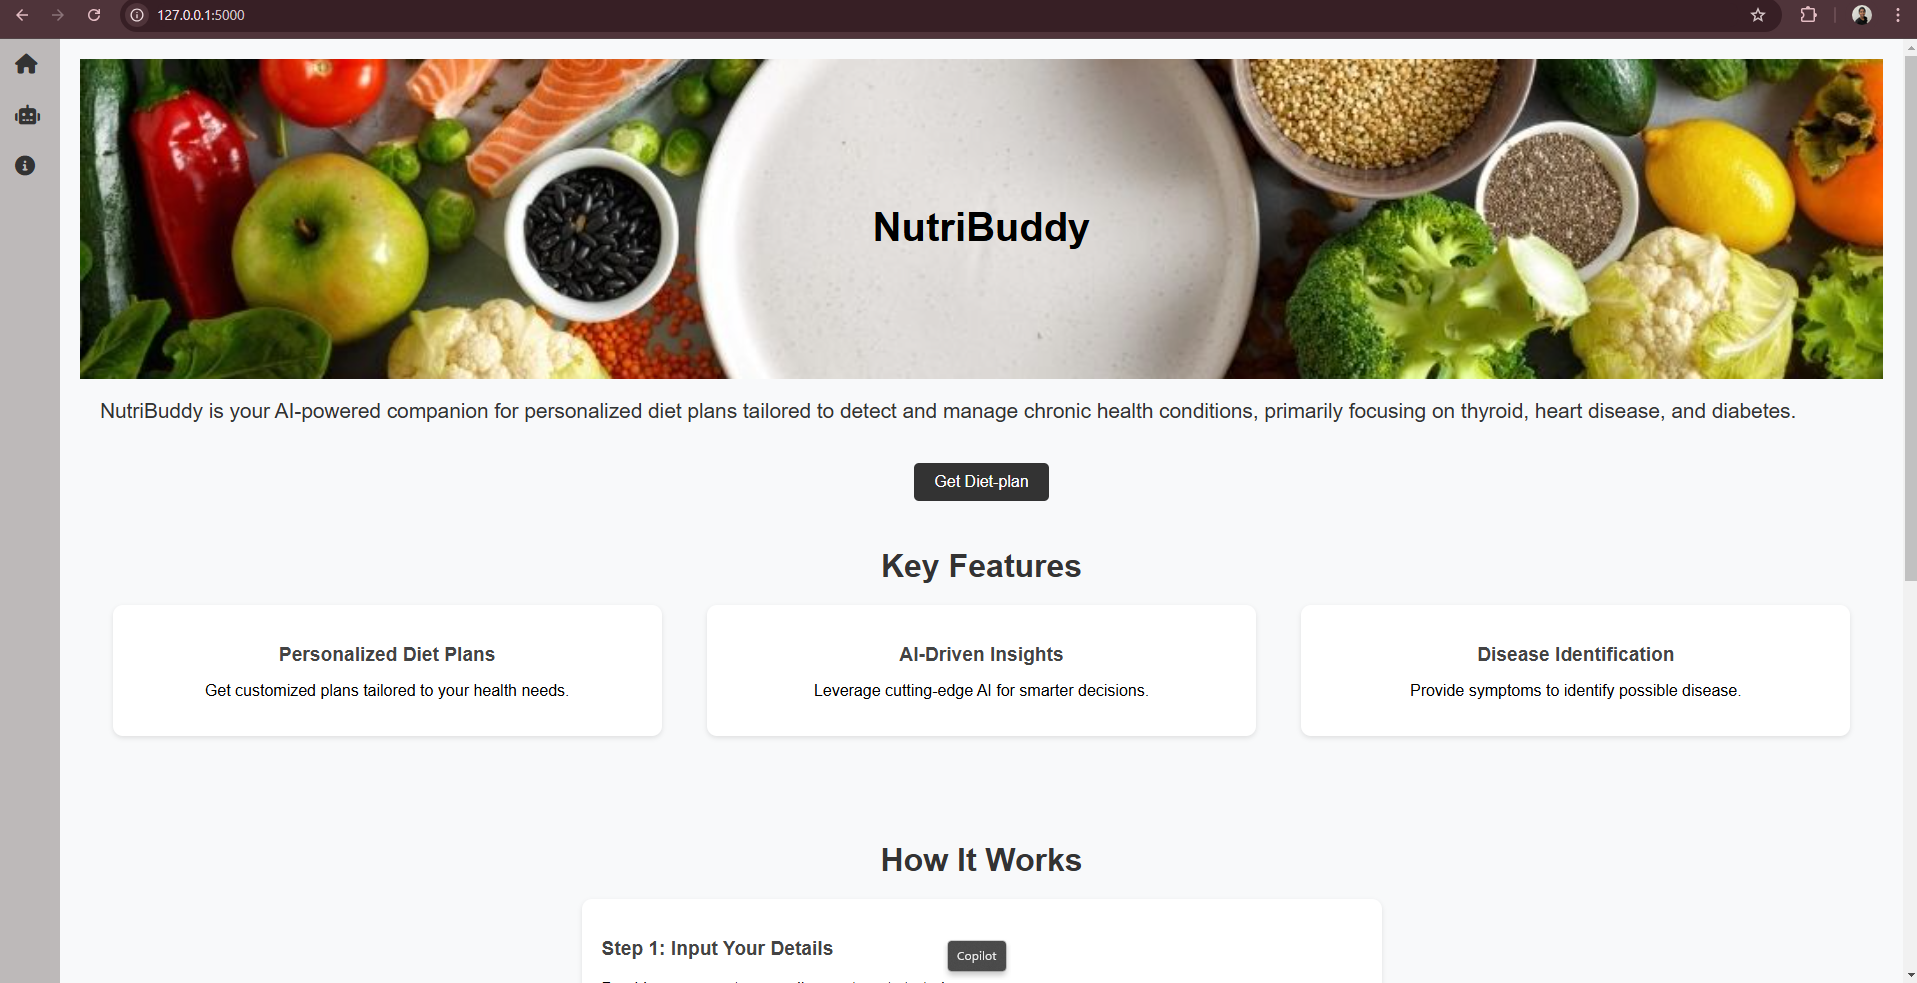 127.0.0.1:5000
NutriBuddy
NutriBuddy is your AI-powered companion for personalized diet plans tailored to detect and manage chronic health conditions, primarily focusing on thyroid, heart disease, and diabetes.
Get Diet-plan
Key Features
Personalized Diet Plans
Get customized plans tailored to your health needs.
AI-Driven Insights
Leverage cutting-edge AI for smarter decisions.
Disease Identification
Provide symptoms to identify possible disease.
How It Works
Step 1: Input Your Details
Copilot